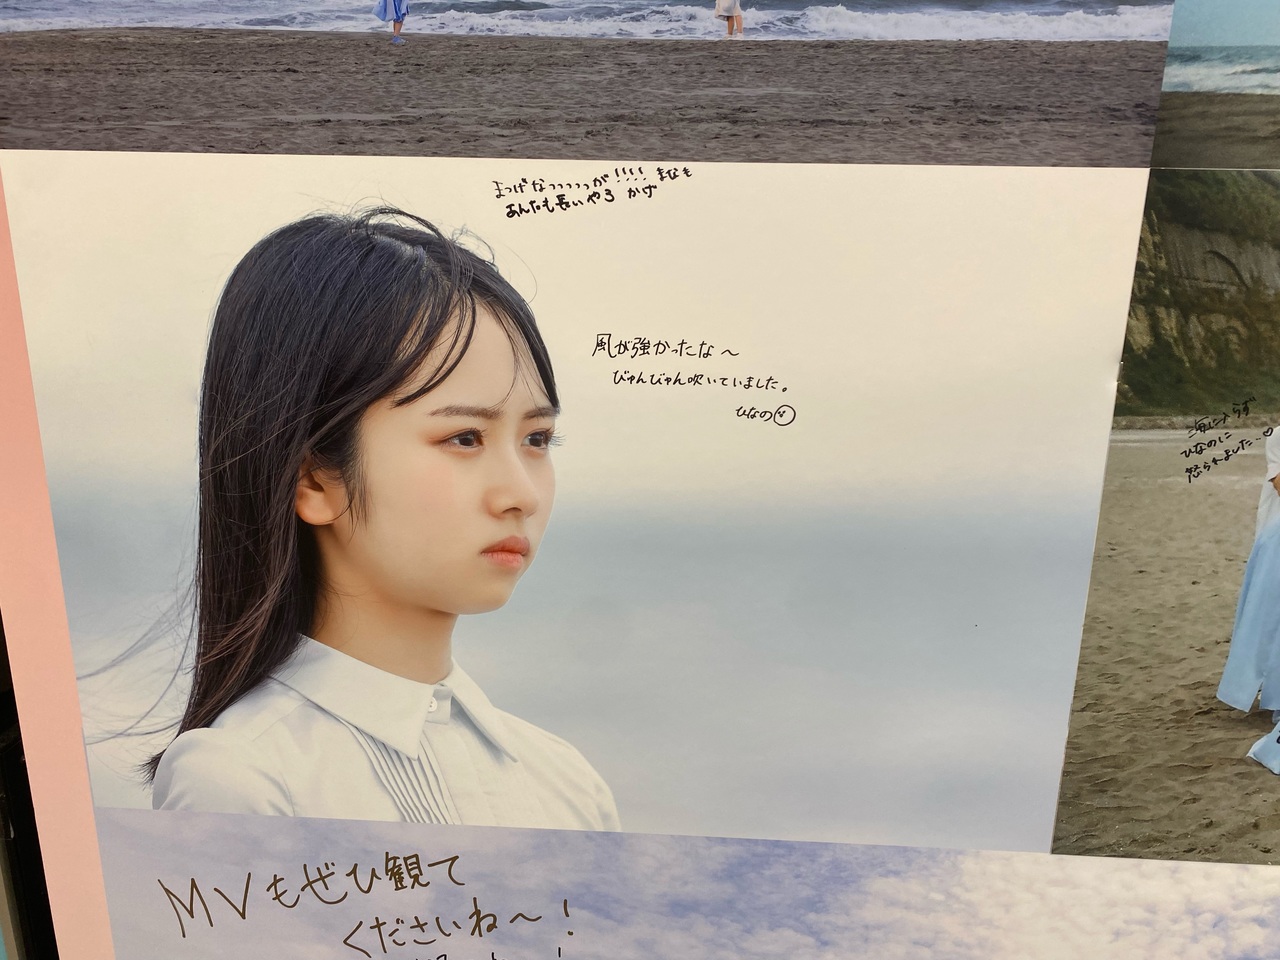 まつげなっっっっっが!!!! まなも
あんたも長いやろ かげ
風が強かったな～
びゅんびゅん吹いていました。
ひなの
海に入らず
ひなのに
怒られました…♡
MVもぜひ観て
くださいね～！